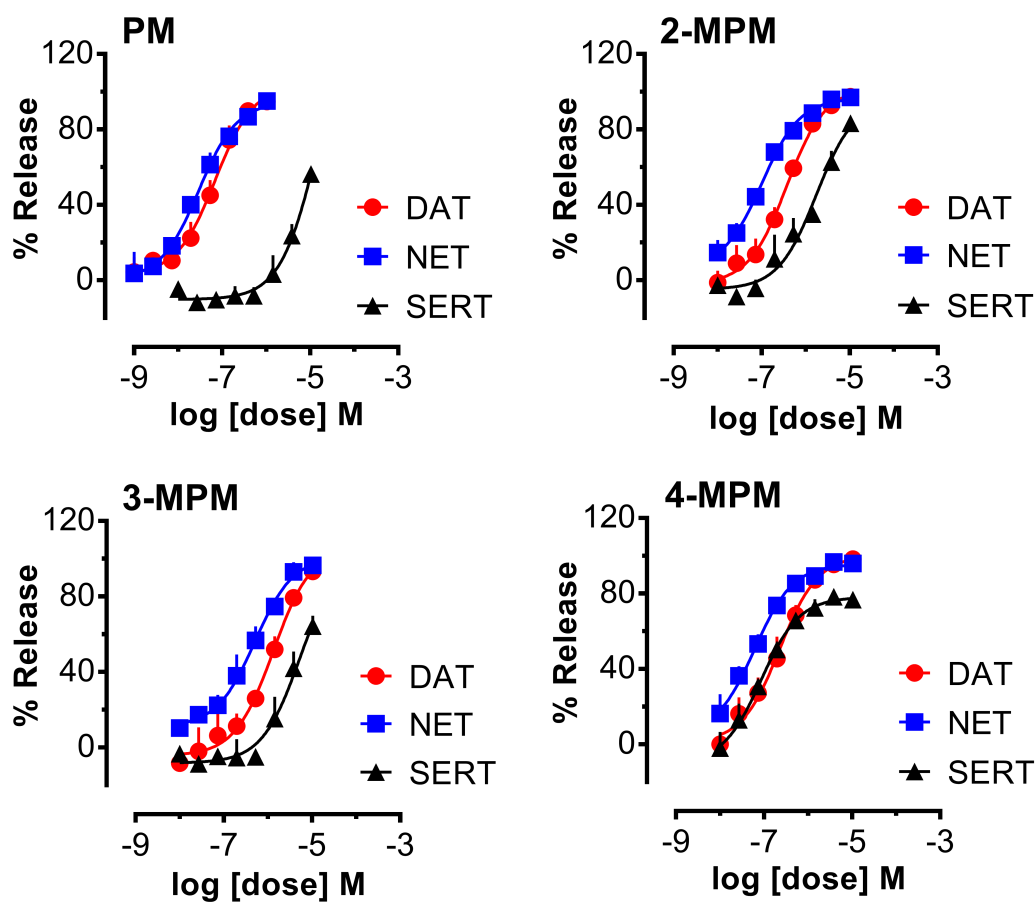 PM
120
80
40
0
% Release
DAT
NET
SERT
-9 -7 -5 -3
log [dose] M
2-MPM
120
80
40
0
% Release
DAT
NET
SERT
-9 -7 -5 -3
log [dose] M
3-MPM
120
80
40
0
% Release
DAT
NET
SERT
-9 -7 -5 -3
log [dose] M
4-MPM
120
80
40
0
% Release
DAT
NET
SERT
-9 -7 -5 -3
log [dose] M